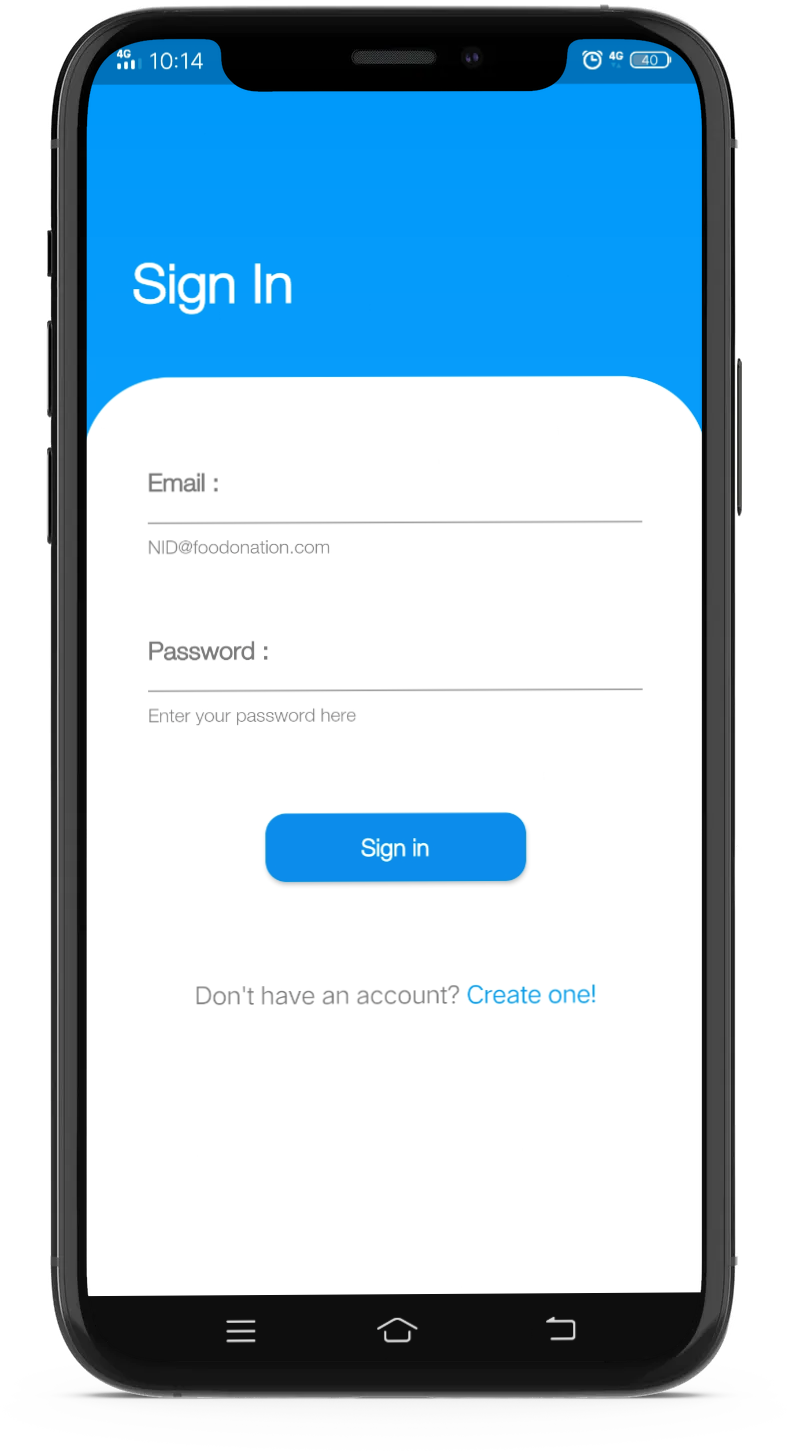 4G 10:14 4G 40
Sign In
Email :
NID@foodonation.com
Password :
Enter your password here
Sign in
Don't have an account? Create one!